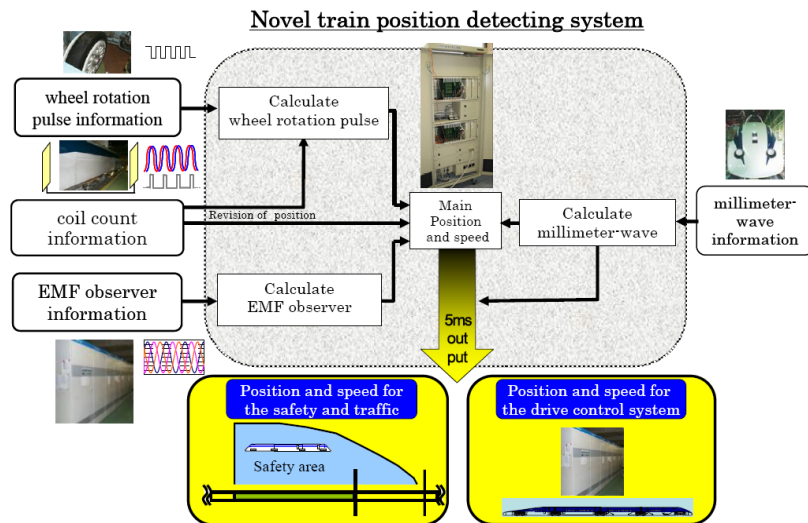 Novel train position detecting system
wheel rotation
pulse information
Calculate
wheel rotation pulse
coil count
information
Revision of position
Main
Position
and speed
Calculate
millimeter-wave
millimeter-
wave
information
EMF observer
information
Calculate
EMF observer
5ms
out
put
Position and speed for
the safety and traffic
Safety area
Position and speed for
the drive control system